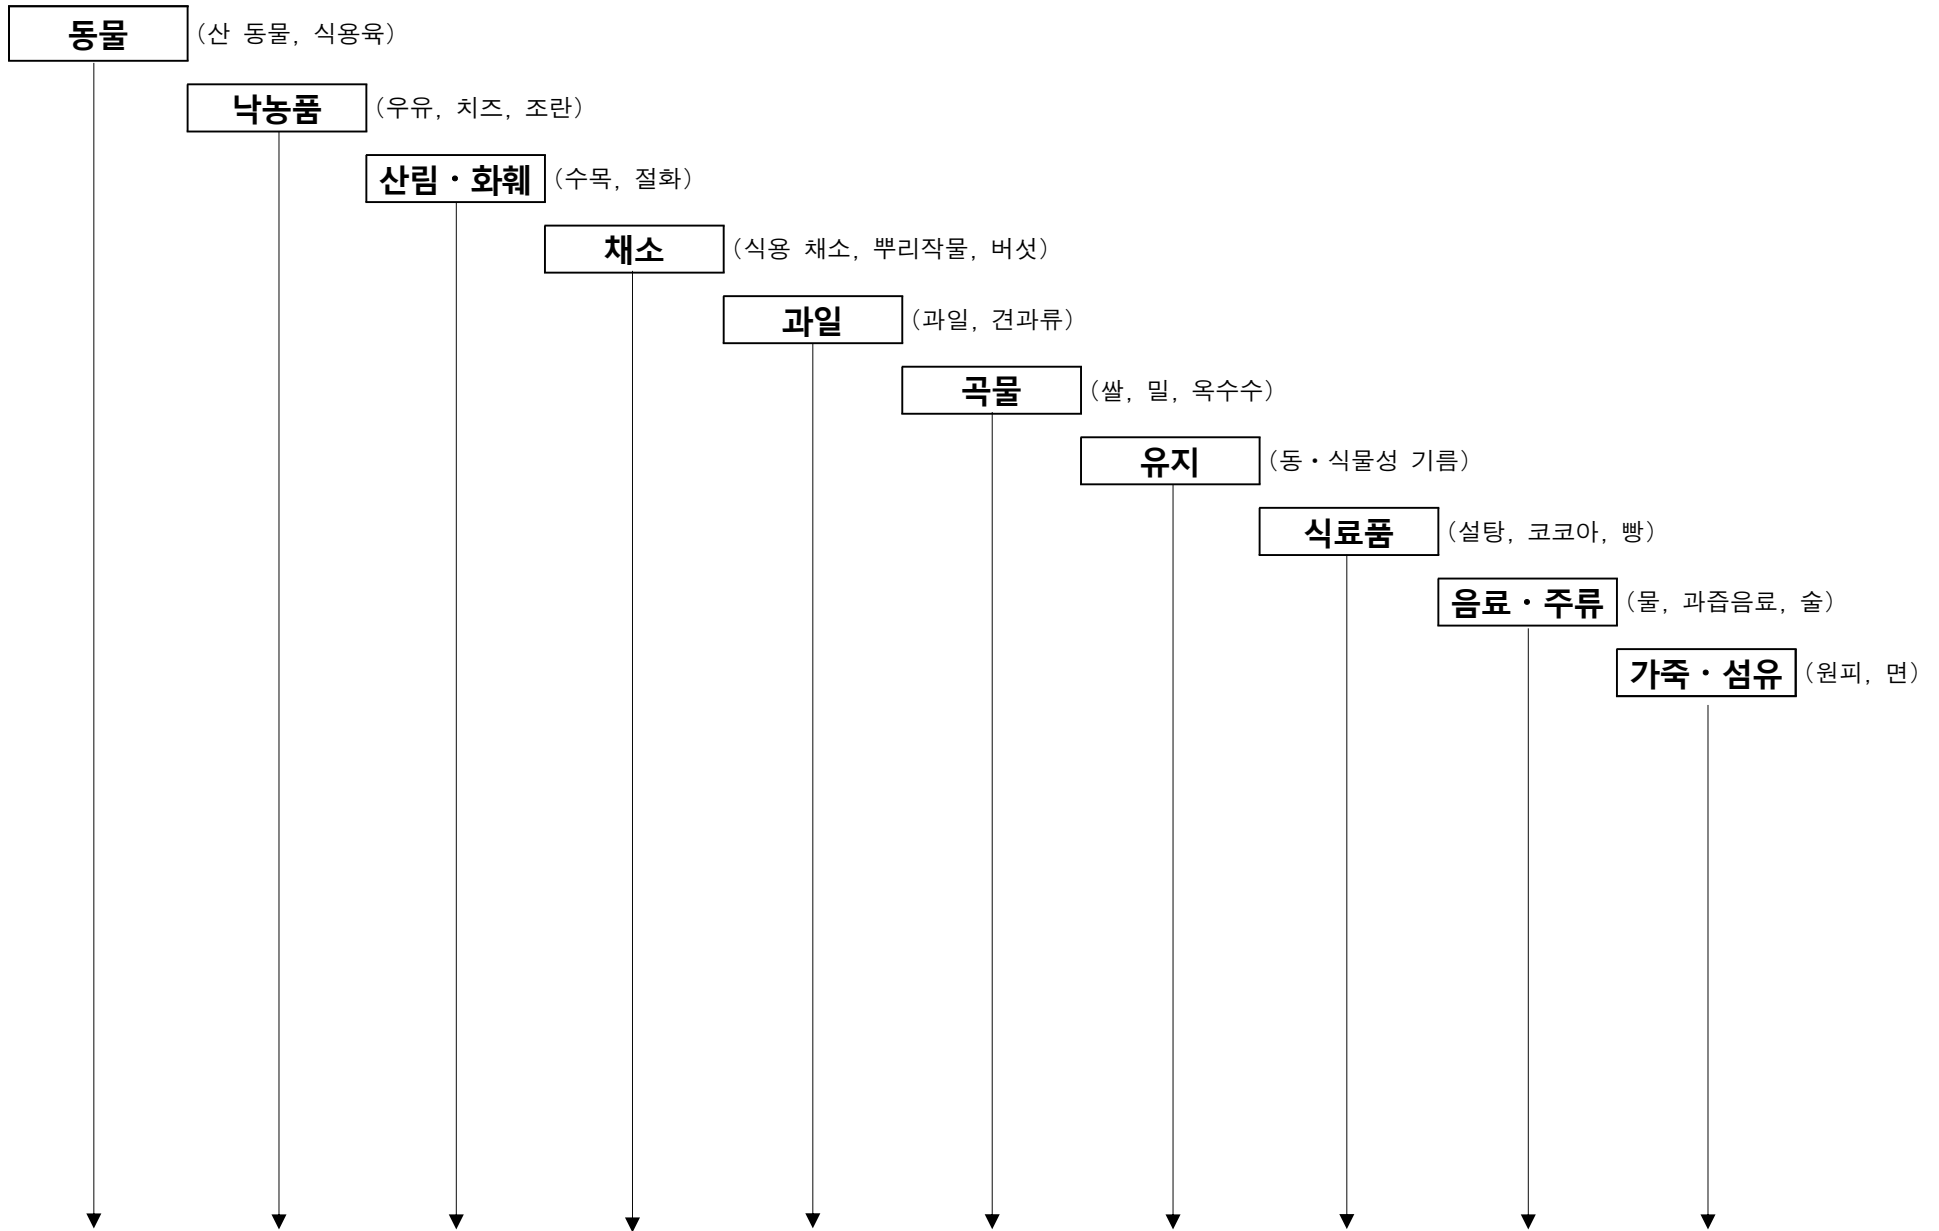 동물 (산 동물, 식용육)
낙농품 (우유, 치즈, 조란)
산림・화훼 (수목, 절화)
채소 (식용 채소, 뿌리작물, 버섯)
과일 (과일, 견과류)
곡물 (쌀, 밀, 옥수수)
유지 (동・식물성 기름)
식료품 (설탕, 코코아, 빵)
음료・주류 (물, 과즙음료, 술)
가죽・섬유 (원피, 면)